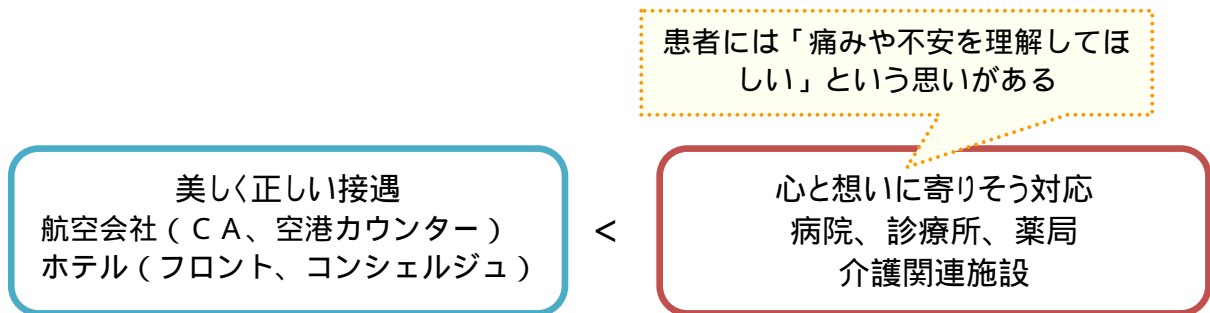 患者には「痛みや不安を理解してほ
しい」という思いがある
美しく正しい接遇
航空会社(CA、空港カウンター)
ホテル(フロント、コンシェルジュ)
<
心と想いに寄りそう対応
病院、診療所、薬局
介護関連施設